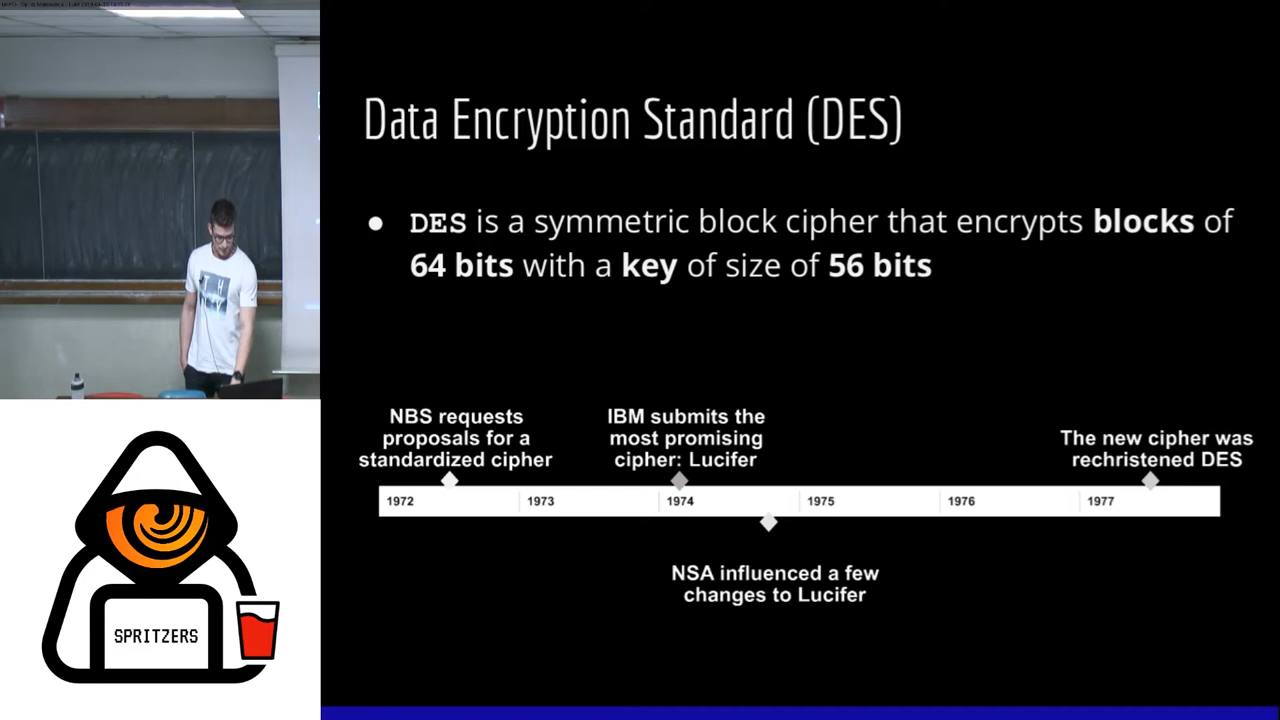 Data Encryption Standard (DES)
● DES is a symmetric block cipher that encrypts blocks of
64 bits with a key of size of 56 bits
NBS requests
proposals for a
standardized cipher
IBM submits the
most promising
cipher: Lucifer
The new cipher was
rechristened DES
1972 1973 1974 1975 1976 1977
NSA influenced a few
changes to Lucifer
SPRITZERS